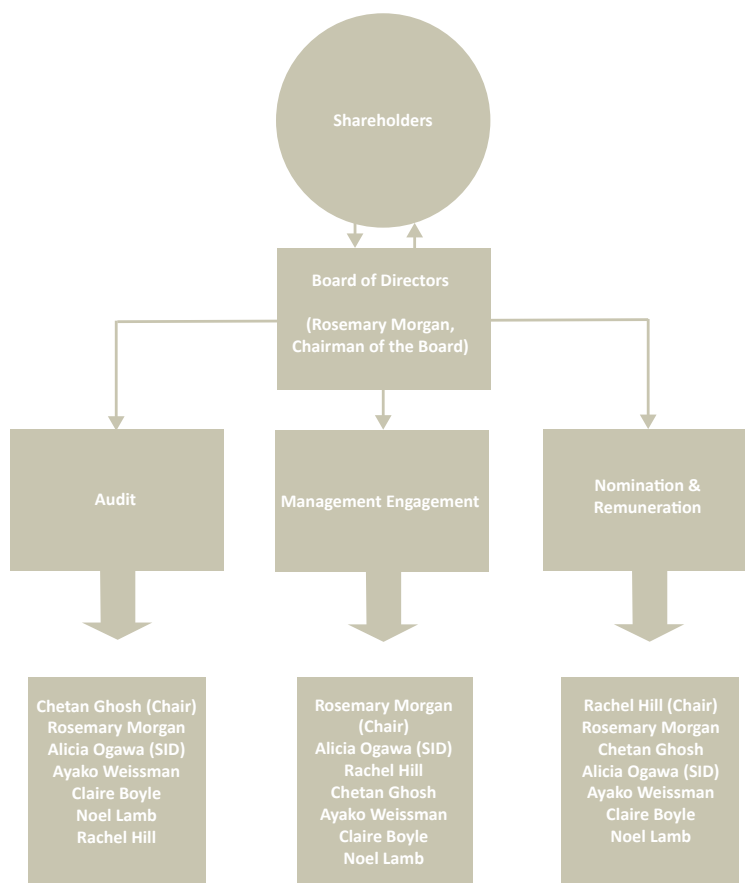 Shareholders
Board of Directors
(Rosemary Morgan,
Chairman of the Board)
Audit
Management Engagement
Nomination &
Remuneration
Chetan Ghosh (Chair)
Rosemary Morgan
Alicia Ogawa (SID)
Ayako Weissman
Claire Boyle
Noel Lamb
Rachel Hill
Rosemary Morgan
(Chair)
Alicia Ogawa (SID)
Rachel Hill
Chetan Ghosh
Ayako Weissman
Claire Boyle
Noel Lamb
Rachel Hill (Chair)
Rosemary Morgan
Chetan Ghosh
Alicia Ogawa (SID)
Ayako Weissman
Claire Boyle
Noel Lamb